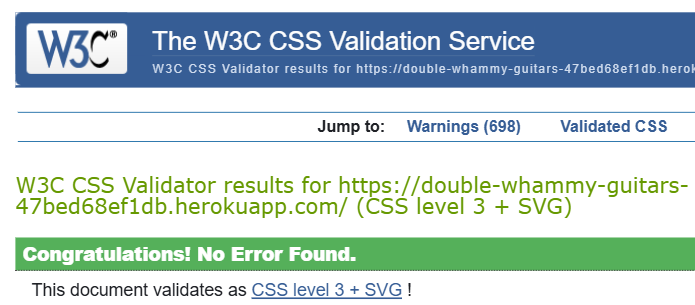 W3C®
The W3C CSS Validation Service
W3C CSS Validator results for https://double-whammy-guitars-47bed68ef1db.herok
Jump to: Warnings (698) Validated CSS
W3C CSS Validator results for https://double-whammy-guitars-
47bed68ef1db.herokuapp.com/ (CSS level 3 + SVG)
Congratulations! No Error Found.
This document validates as CSS level 3 + SVG !